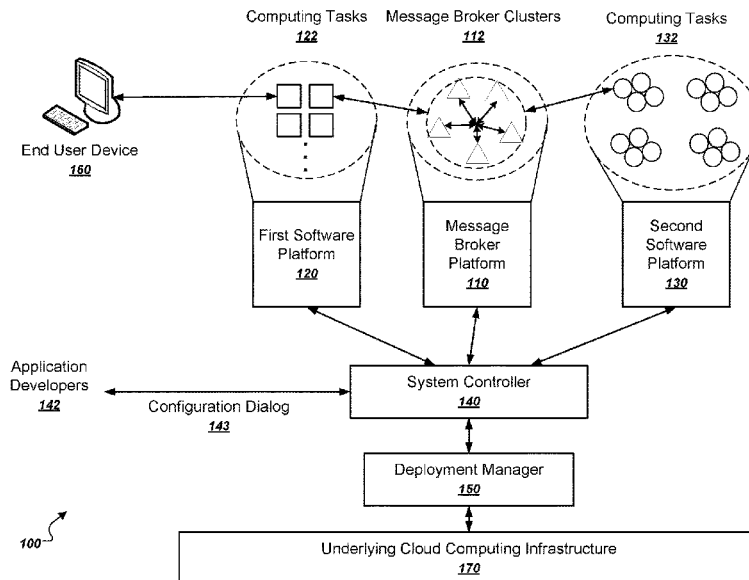 Computing Tasks
122
Message Broker Clusters
112
Computing Tasks
132
End User Device
160
First Software
Platform
120
Message
Broker
Platform
110
Second
Software
Platform
130
Application
Developers
142
Configuration Dialog
143
System Controller
140
Deployment Manager
150
100
Underlying Cloud Computing Infrastructure
170